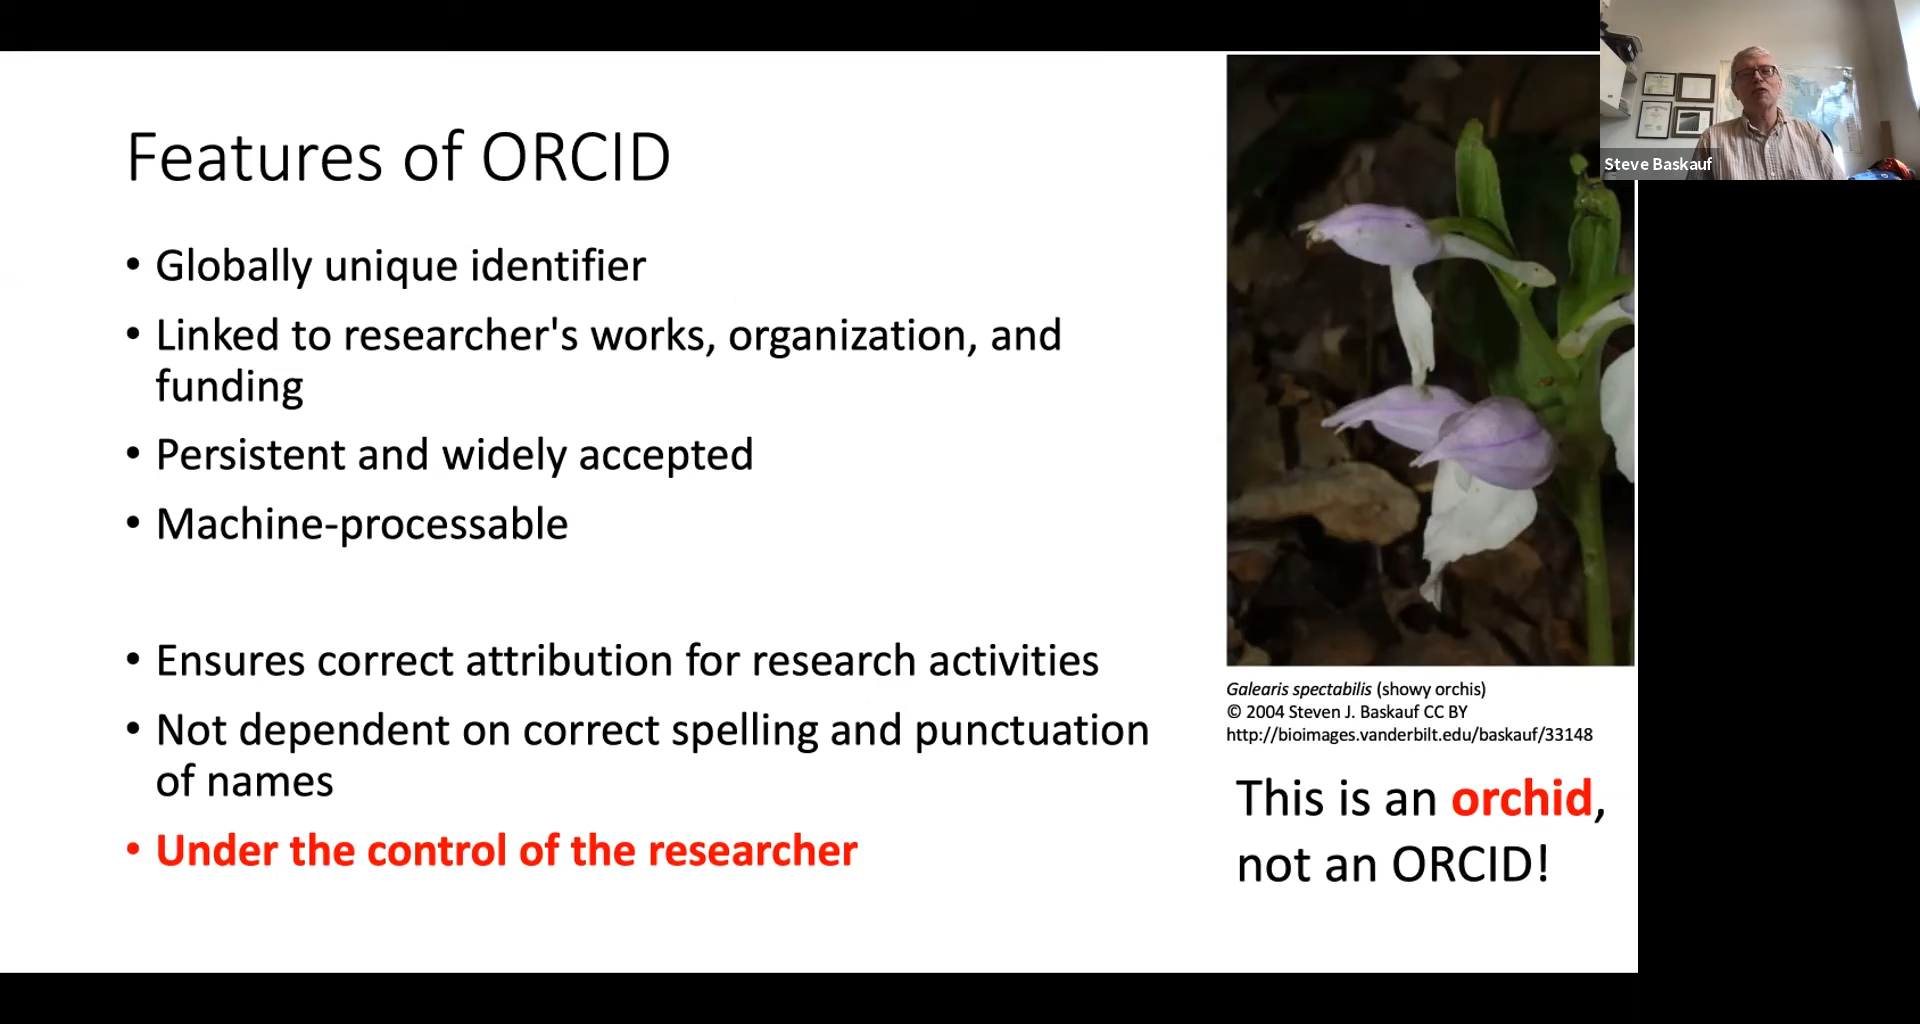 Features of ORCID
• Globally unique identifier
• Linked to researcher's works, organization, and
funding
• Persistent and widely accepted
• Machine-processable
• Ensures correct attribution for research activities
• Not dependent on correct spelling and punctuation
of names
• Under the control of the researcher
Galearis spectabilis (showy orchis)
© 2004 Steven J. Baskauf CC BY
http://bioimages.vanderbilt.edu/baskauf/33148
This is an orchid,
not an ORCID!
Steve Baskauf